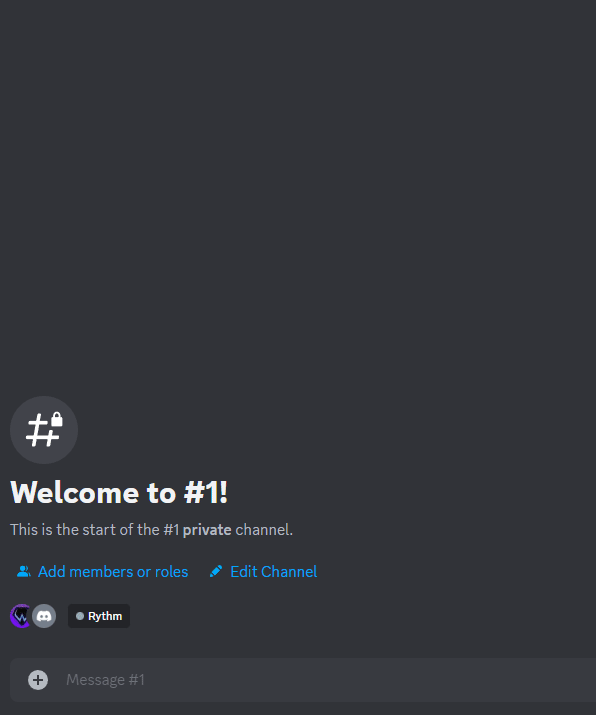 Welcome to #1!
This is the start of the #1 private channel.
Add members or roles Edit Channel
Rythm
Message #1